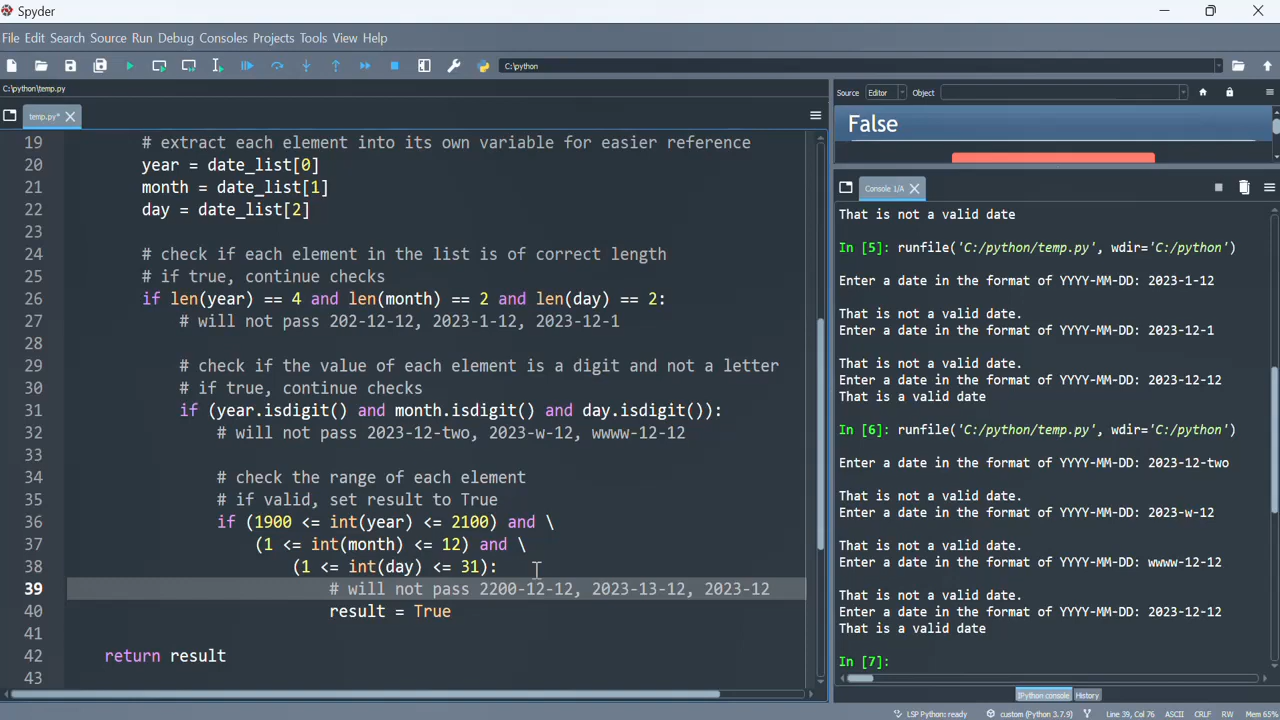 Spyder
File Edit Search Source Run Debug Consoles Projects Tools View Help
C:\python
C:\python\temp.py
temp.py*
19 # extract each element into its own variable for easier reference
20 year = date_list[0]
21 month = date_list[1]
22 day = date_list[2]
23
24 # check if each element in the list is of correct length
25 # if true, continue checks
26 if len(year) == 4 and len(month) == 2 and len(day) == 2:
27 # will not pass 202-12-12, 2023-1-12, 2023-12-1
28
29 # check if the value of each element is a digit and not a letter
30 # if true, continue checks
31 if (year.isdigit() and month.isdigit() and day.isdigit()):
32 # will not pass 2023-12-two, 2023-w-12, wwww-12-12
33
34 # check the range of each element
35 # if valid, set result to True
36 if (1900 <= int(year) <= 2100) and \
37 (1 <= int(month) <= 12) and \
38 (1 <= int(day) <= 31):
39 # will not pass 2200-12-12, 2023-13-12, 2023-12
40 result = True
41
42 return result
43
Source Editor Object
False
Console 1/A
That is not a valid date
In [5]: runfile('C:/python/temp.py', wdir='C:/python')
Enter a date in the format of YYYY-MM-DD: 2023-1-12
That is not a valid date.
Enter a date in the format of YYYY-MM-DD: 2023-12-1
That is not a valid date.
Enter a date in the format of YYYY-MM-DD: 2023-12-12
That is a valid date
In [6]: runfile('C:/python/temp.py', wdir='C:/python')
Enter a date in the format of YYYY-MM-DD: 2023-12-two
That is not a valid date.
Enter a date in the format of YYYY-MM-DD: 2023-w-12
That is not a valid date.
Enter a date in the format of YYYY-MM-DD: wwww-12-12
That is not a valid date.
Enter a date in the format of YYYY-MM-DD: 2023-12-12
That is a valid date
In [7]:
IPython console History
LSP Python: ready custom (Python 3.7.9) Line 39, Col 76 ASCII CRLF RW Mem 65%